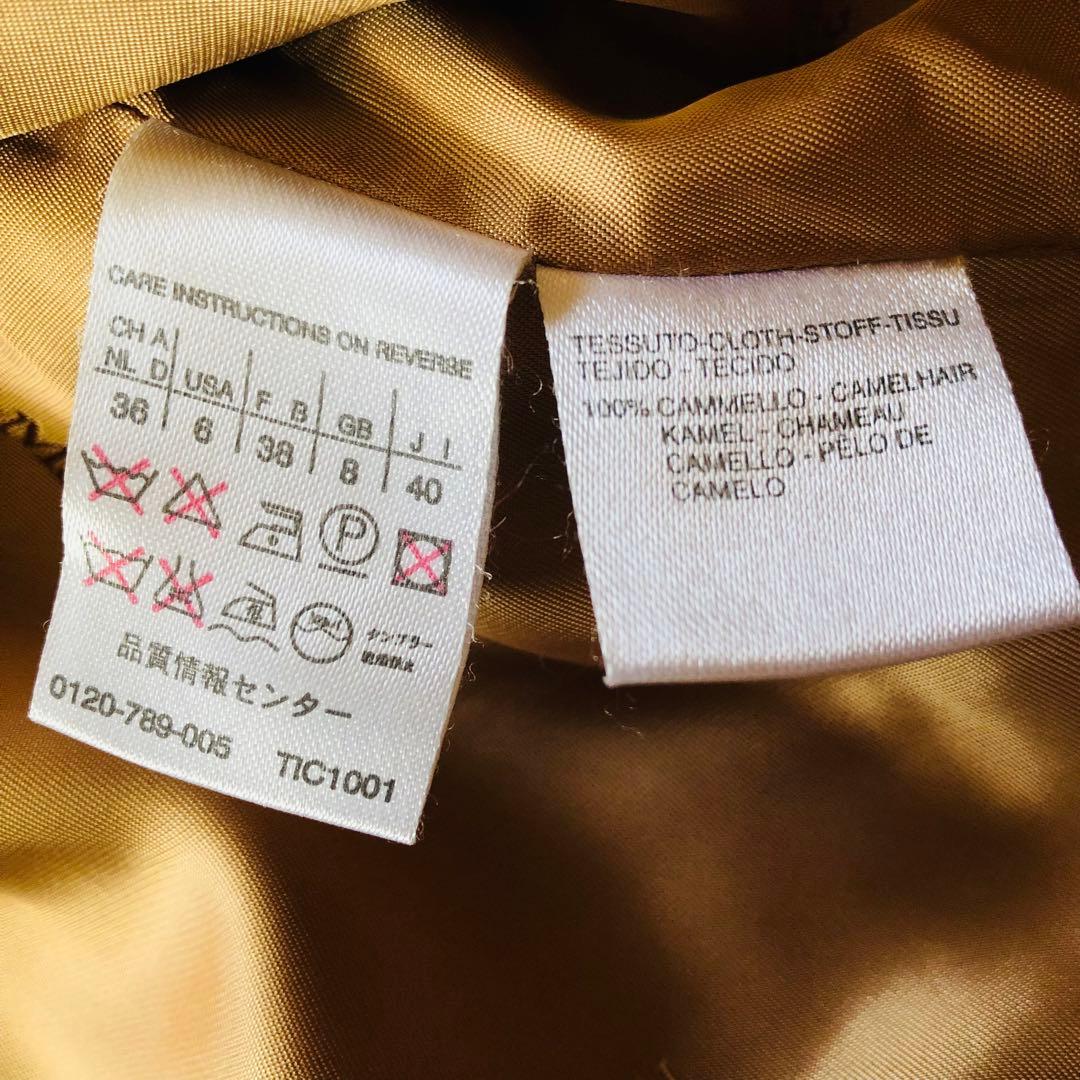 CARE INSTRUCTIONS ON REVERSE
CH A USA F B GB J I
NL D
36 6 38 8 40
P
品質情報センター
0120-789-005 TIC1001
TESSUTO-CLOTH-STOFF-TISSU
TEJIDO - TECIDO
100% CAMMELLO - CAMELHAIR
KAMEL - CHAMEAU
CAMELLO - PELO DE
CAMELO